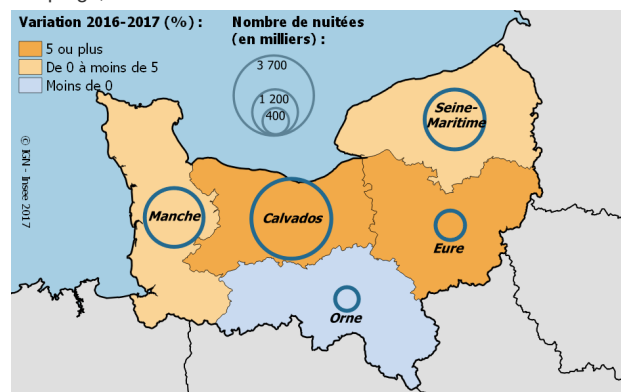 Variation 2016-2017 (%) :
5 ou plus
De 0 à moins de 5
Moins de 0
Nombre de nuitées
(en milliers) :
3 700
1 200
400
© IGN - Insee 2017
Seine-
Maritime
Manche
Calvados
Eure
Orne